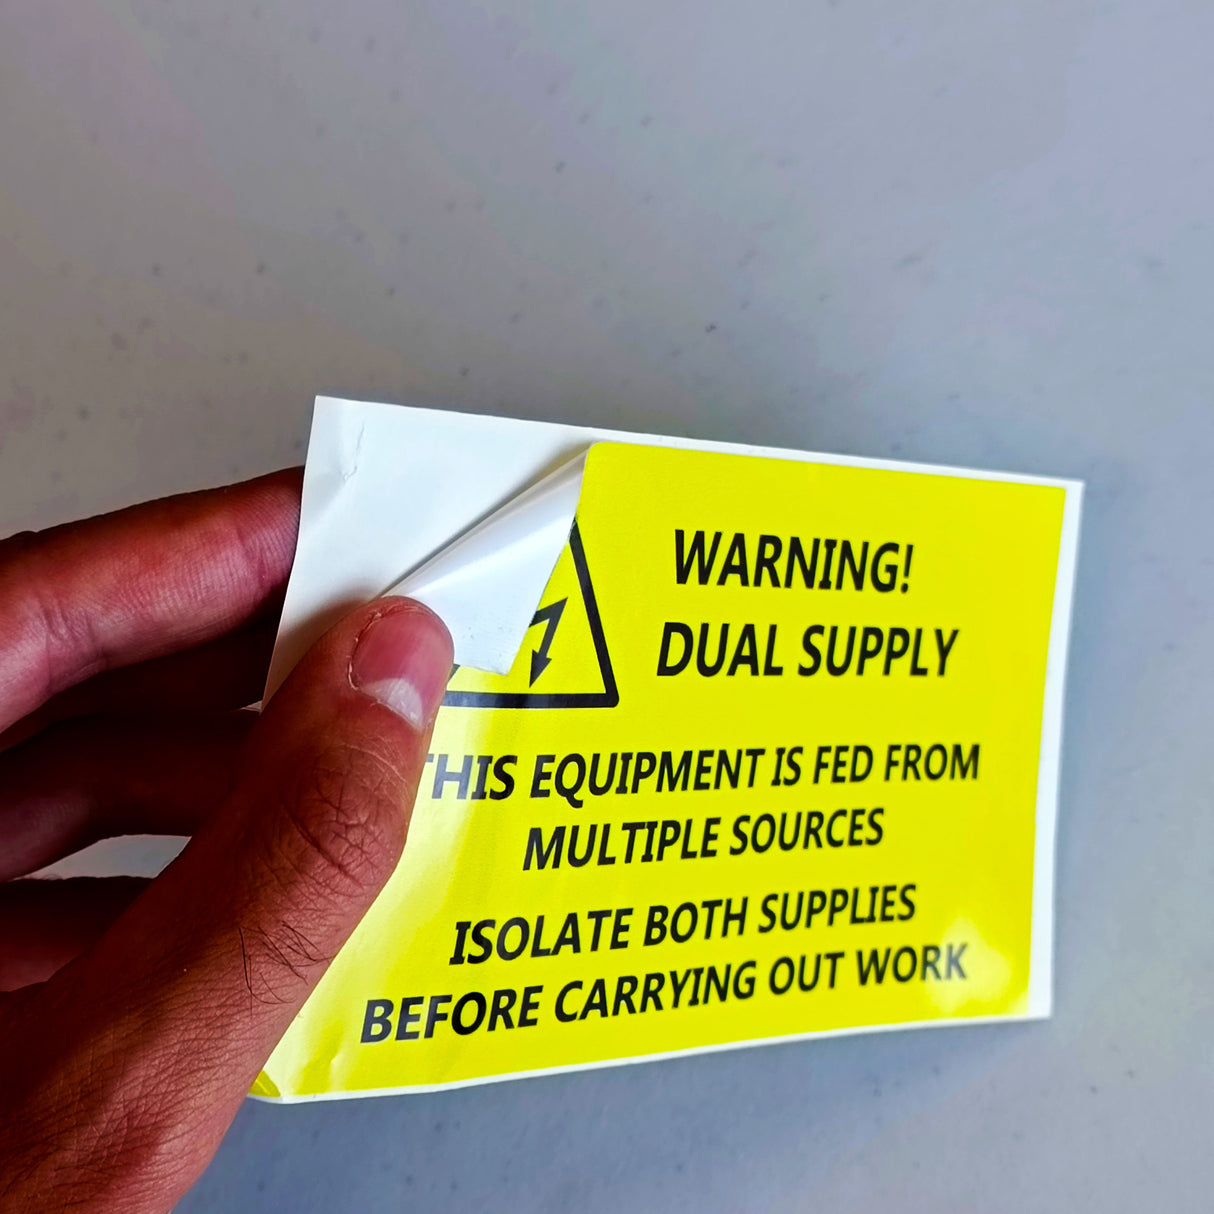 WARNING!
DUAL SUPPLY
THIS EQUIPMENT IS FED FROM
MULTIPLE SOURCES
ISOLATE BOTH SUPPLIES
BEFORE CARRYING OUT WORK